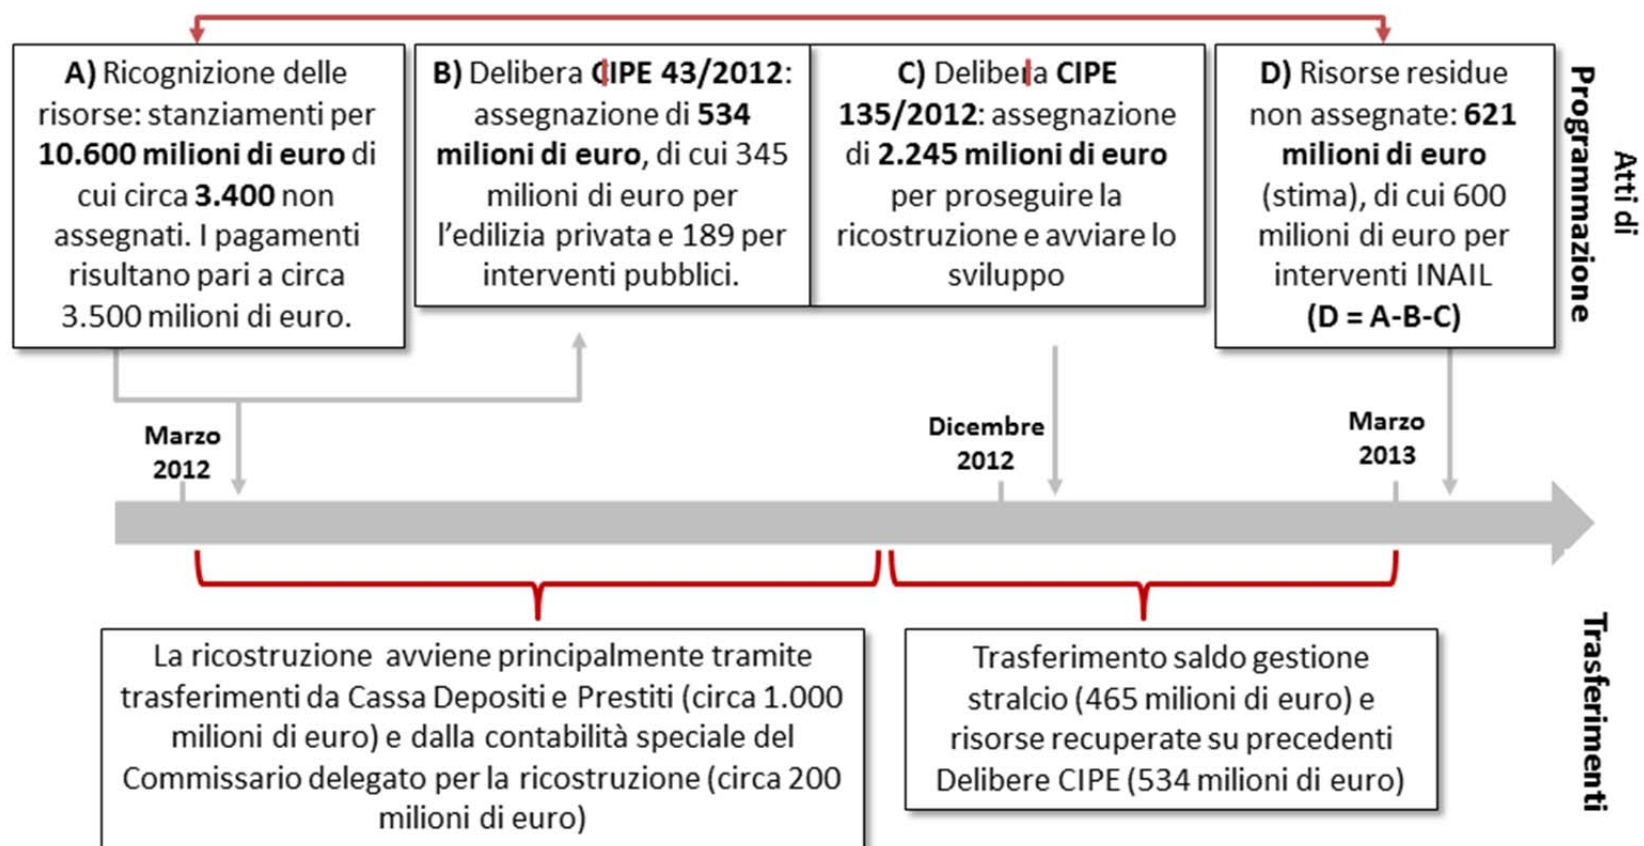 A) Ricognizione delle
risorse: stanziamenti per
10.600 milioni di euro di
cui circa 3.400 non
assegnati. I pagamenti
risultano pari a circa
3.500 milioni di euro.
B) Delibera CIPE 43/2012:
assegnazione di 534
milioni di euro, di cui 345
milioni di euro per
l'edilizia privata e 189 per
interventi pubblici.
C) Delibera CIPE
135/2012: assegnazione
di 2.245 milioni di euro
per proseguire la
ricostruzione e avviare lo
sviluppo
D) Risorse residue
non assegnate: 621
milioni di euro
(stima), di cui 600
milioni di euro per
interventi INAIL
(D = A-B-C)
Atti di
Programmazione
Marzo
2012
Dicembre
2012
Marzo
2013
La ricostruzione avviene principalmente tramite
trasferimenti da Cassa Depositi e Prestiti (circa 1.000
milioni di euro) e dalla contabilità speciale del
Commissario delegato per la ricostruzione (circa 200
milioni di euro)
Trasferimento saldo gestione
stralcio (465 milioni di euro) e
risorse recuperate su precedenti
Delibere CIPE (534 milioni di euro)
Trasferimenti